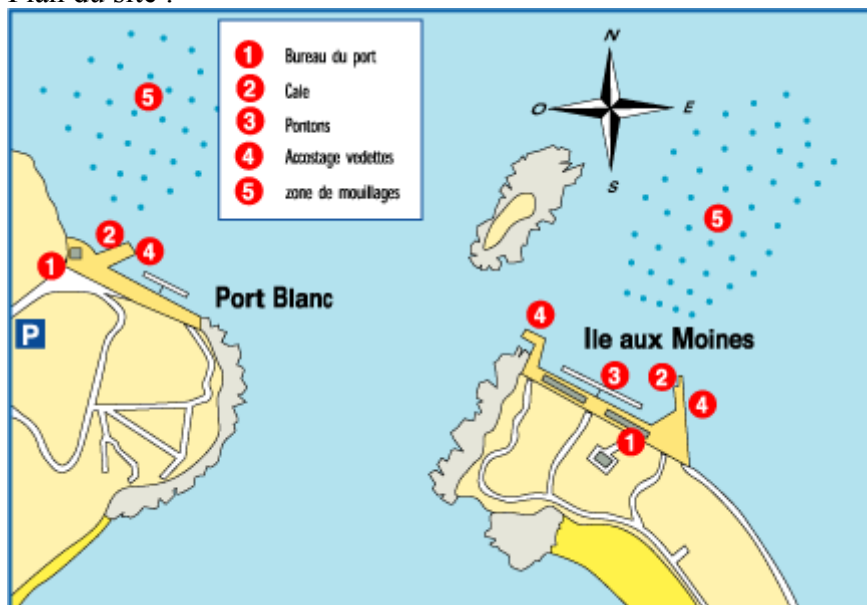 Plan du site :
1 Bureau du port
2 Cale
3 Pontons
4 Accostage vedettes
5 zone de mouillages
N
O E
S
5
5
2
4
1
Port Blanc
P
4
Ile aux Moines
3
2
4
1